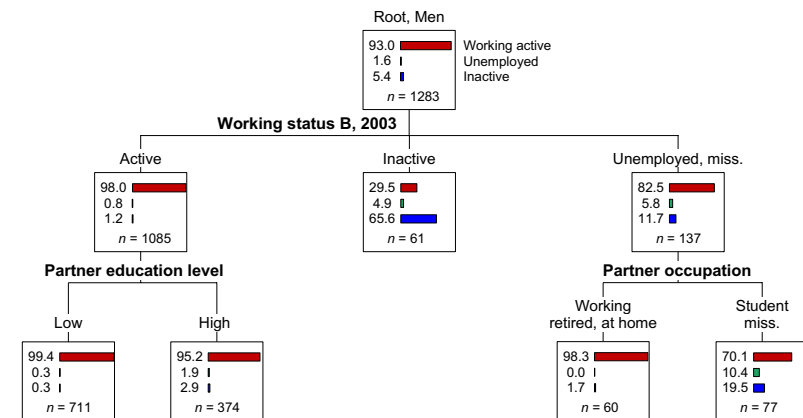 Root, Men
93.0 Working active
1.6 Unemployed
5.4 Inactive
n = 1283
Working status B, 2003
Active
98.0
0.8
1.2
n = 1085
Inactive
29.5
4.9
65.6
n = 61
Unemployed, miss.
82.5
5.8
11.7
n = 137
Partner education level
Low
99.4
0.3
0.3
n = 711
High
95.2
1.9
2.9
n = 374
Partner occupation
Working
retired, at home
98.3
0.0
1.7
n = 60
Student
miss.
70.1
10.4
19.5
n = 77